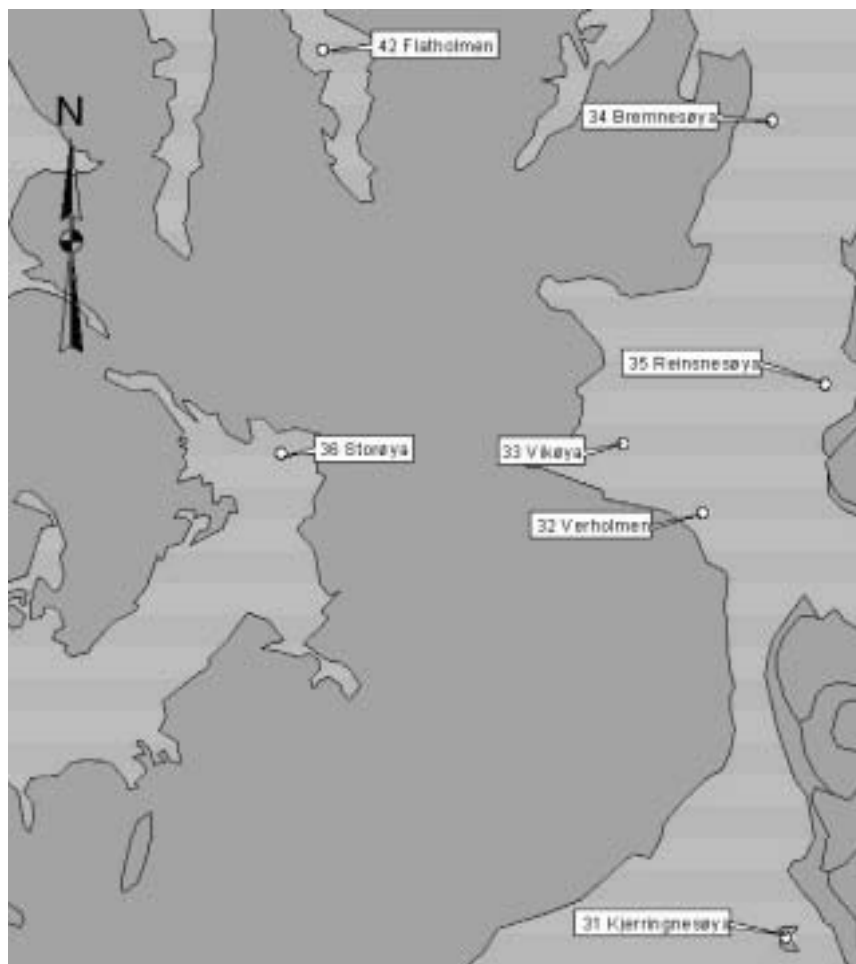 42 Flatholmen
N
34 Bremnesøya
35 Reinsnesøya
36 Storøya
33 Vikøya
32 Verholmen
31 Kjerringnesøya